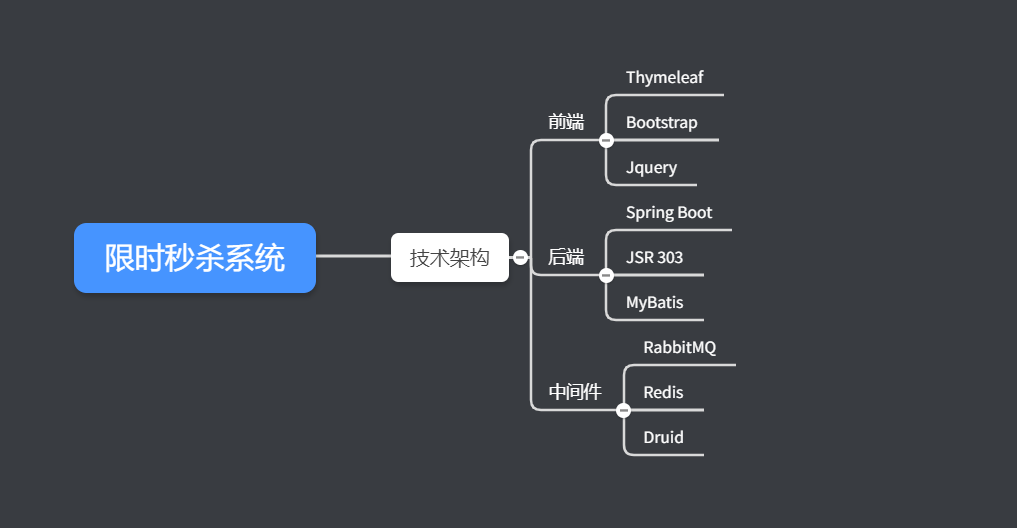 限时秒杀系统
技术架构
前端
Thymeleaf
Bootstrap
Jquery
后端
Spring Boot
JSR 303
MyBatis
中间件
RabbitMQ
Redis
Druid